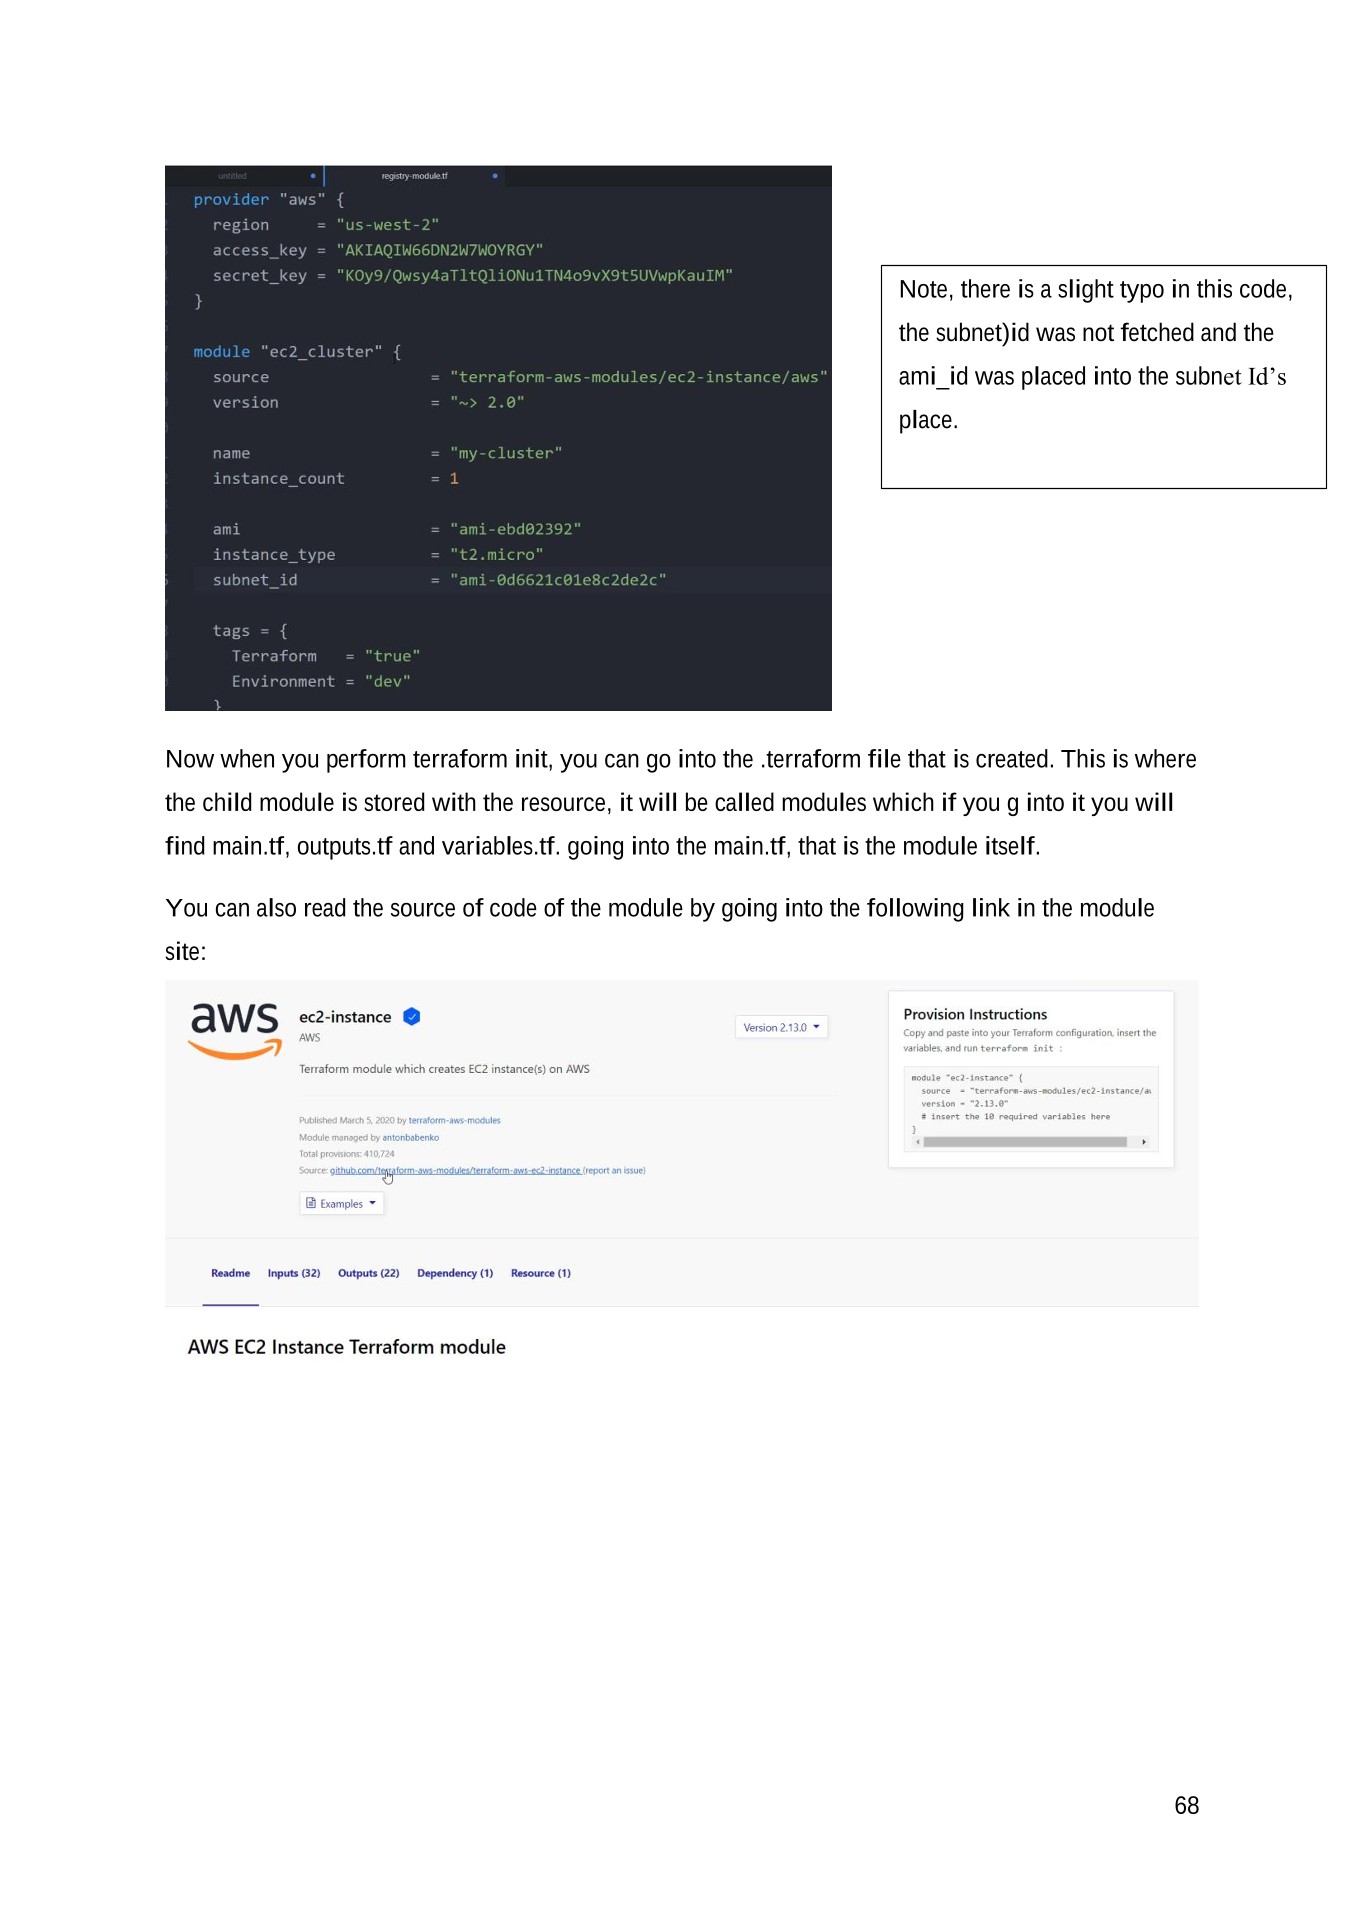 untitled
registry-module.tf
provider "aws" {
region = "us-west-2"
access_key = "AKIAQIW66DN2W7WOYRGY"
secret_key = "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"
}
module "ec2_cluster" {
source = "terraform-aws-modules/ec2-instance/aws"
version = "~> 2.0"
name = "my-cluster"
instance_count = 1
ami = "ami-ebd02392"
instance_type = "t2.micro"
subnet_id = "ami-0d6621c01e8c2de2c"
tags = {
Terraform = "true"
Environment = "dev"
}
Note, there is a slight typo in this code,
the subnet)id was not fetched and the
ami_id was placed into the subnet Id’s
place.
Now when you perform terraform init, you can go into the .terraform file that is created. This is where
the child module is stored with the resource, it will be called modules which if you g into it you will
find main.tf, outputs.tf and variables.tf. going into the main.tf, that is the module itself.
You can also read the source of code of the module by going into the following link in the module
site:
aws
ec2-instance
AWS
Version 2.13.0
Terraform module which creates EC2 instance(s) on AWS
Published March 5, 2020 by terraform-aws-modules
Module managed by antonbabenko
Total provisions: 410,724
Source: github.com/terraform-aws-modules/terraform-aws-ec2-instance (report an issue)
Examples
Provision Instructions
Copy and paste into your Terraform configuration, insert the
variables, and run terraform init :
module "ec2-instance" {
source = "terraform-aws-modules/ec2-instance/aw
version = "2.13.0"
# insert the 10 required variables here
}
Readme Inputs (32) Outputs (22) Dependency (1) Resource (1)
AWS EC2 Instance Terraform module
68